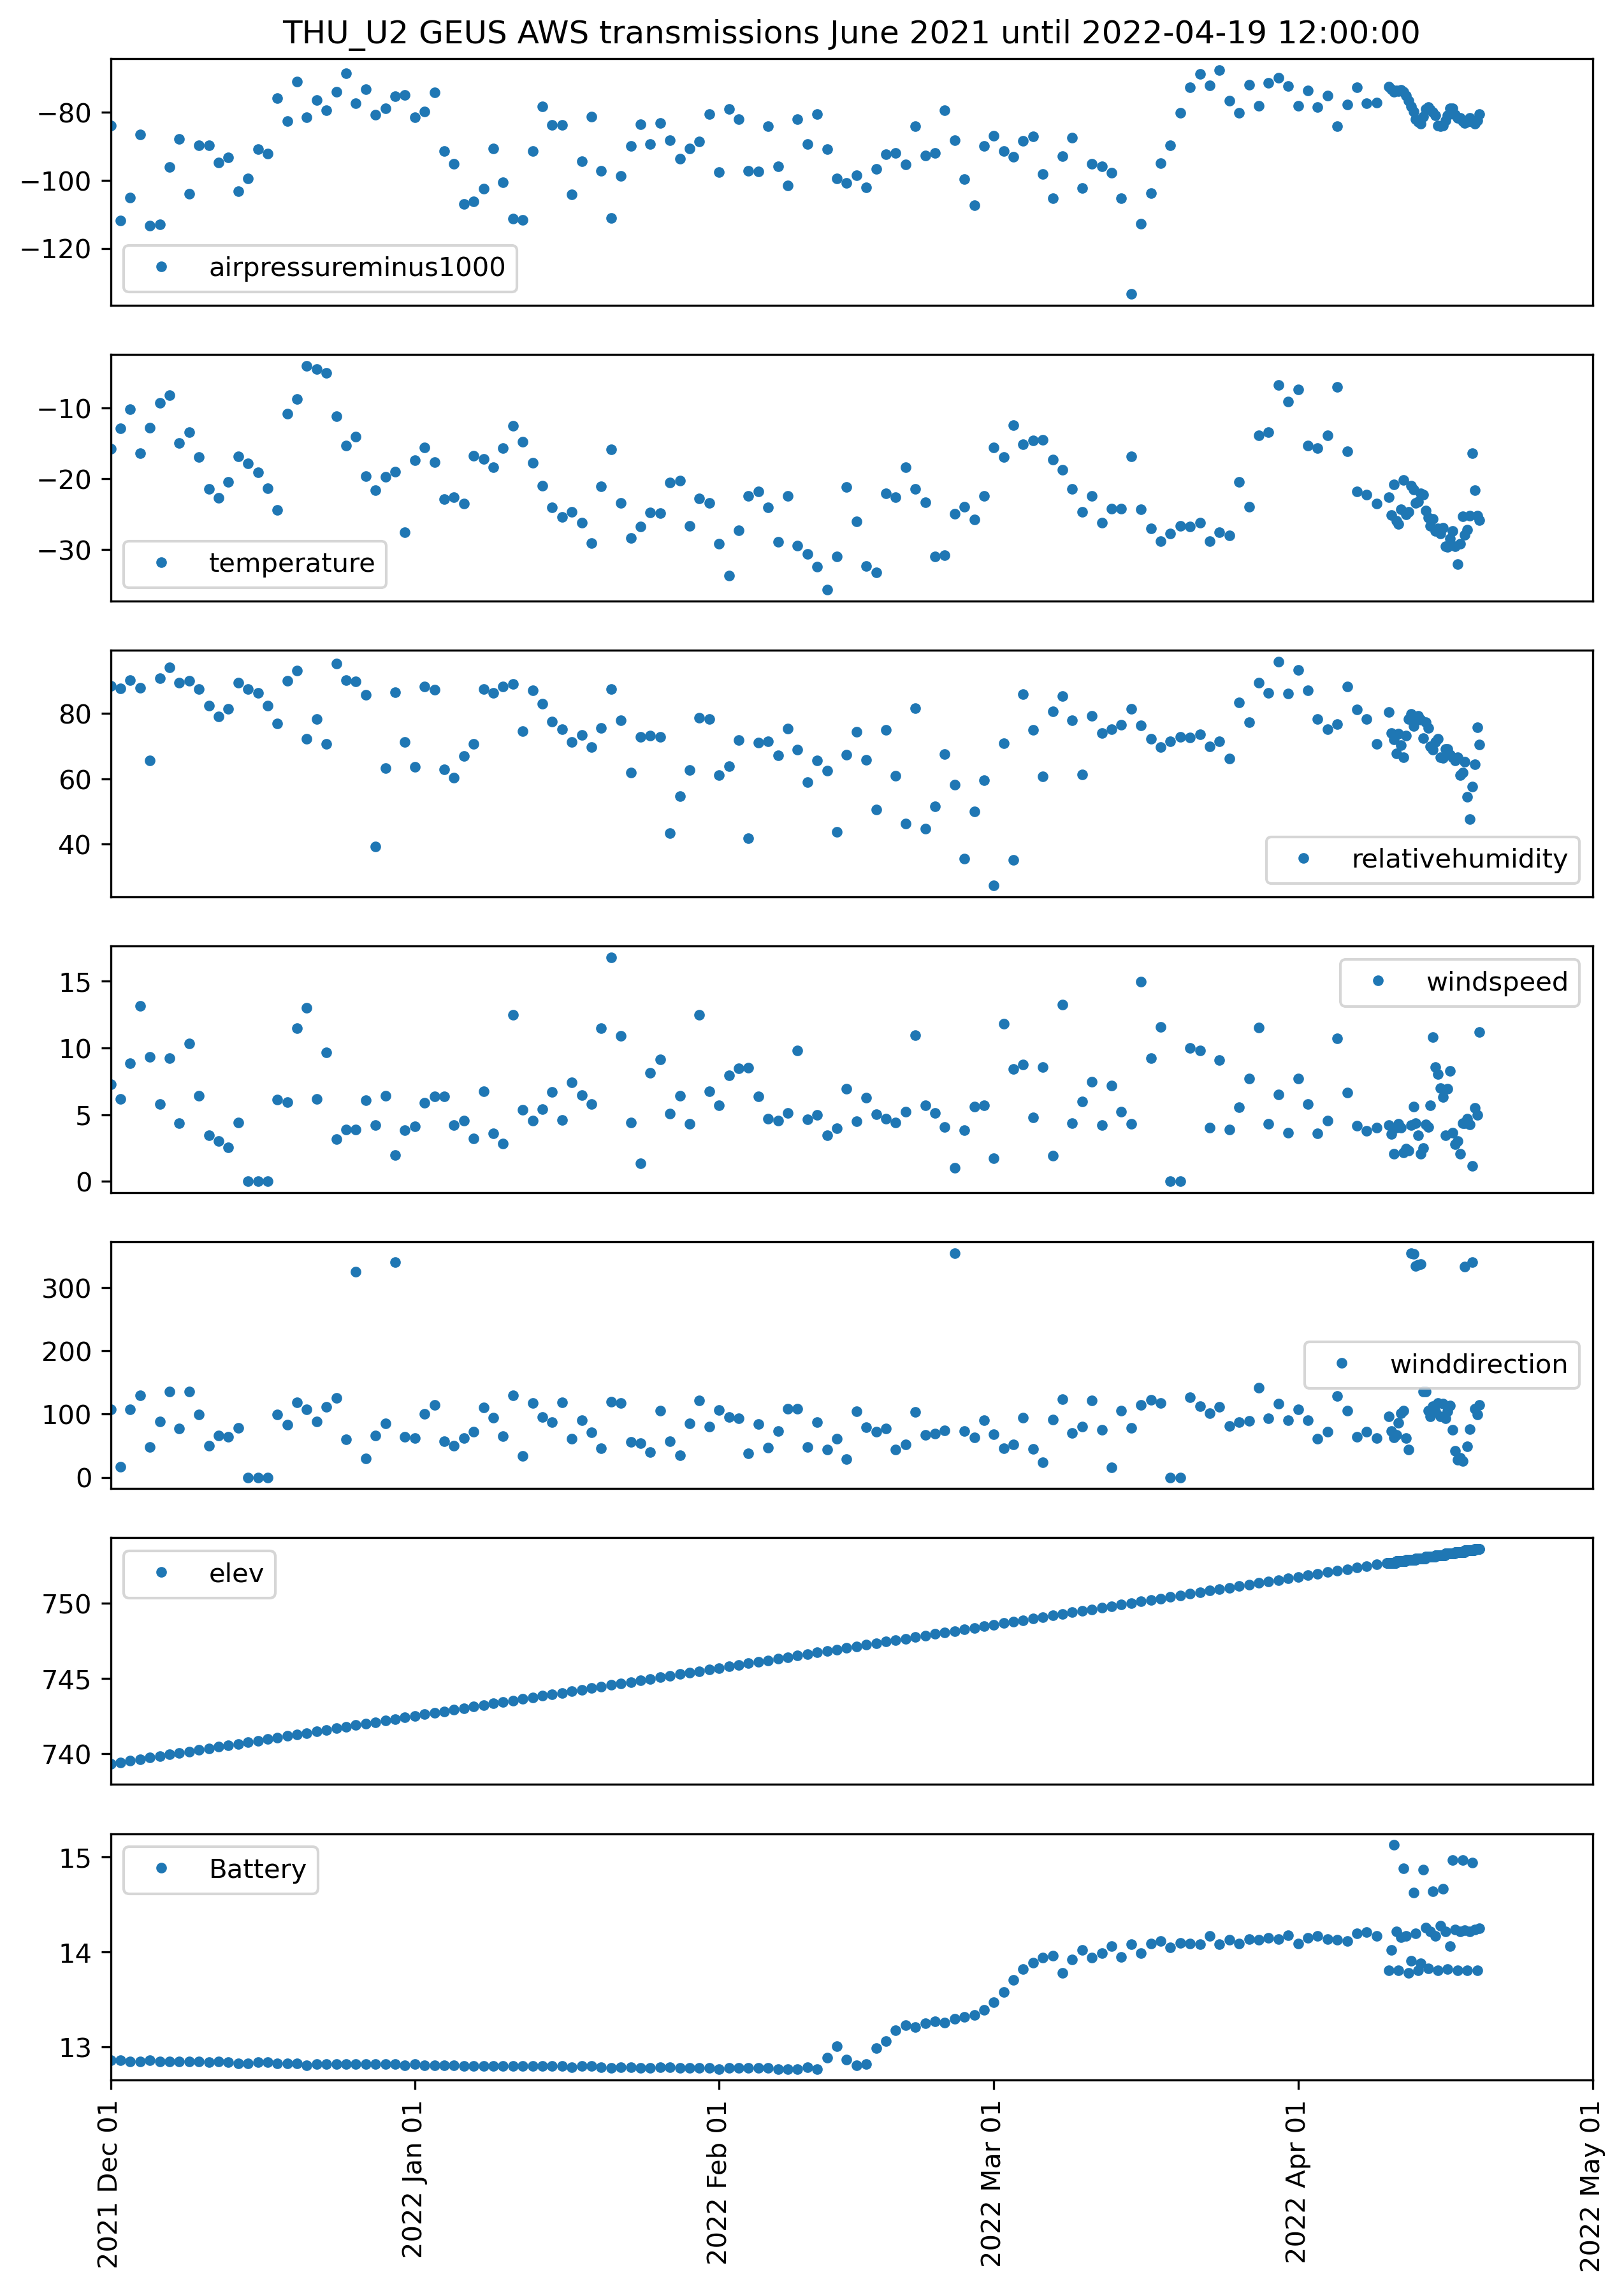 THU_U2 GEUS AWS transmissions June 2021 until 2022-04-19 12:00:00
−80
−100
−120
airpressureminus1000
−10
−20
−30
temperature
80
60
40
relativehumidity
15
10
5
0
windspeed
300
200
100
0
winddirection
750
745
740
elev
15
14
13
Battery
2021 Dec 01
2022 Jan 01
2022 Feb 01
2022 Mar 01
2022 Apr 01
2022 May 01